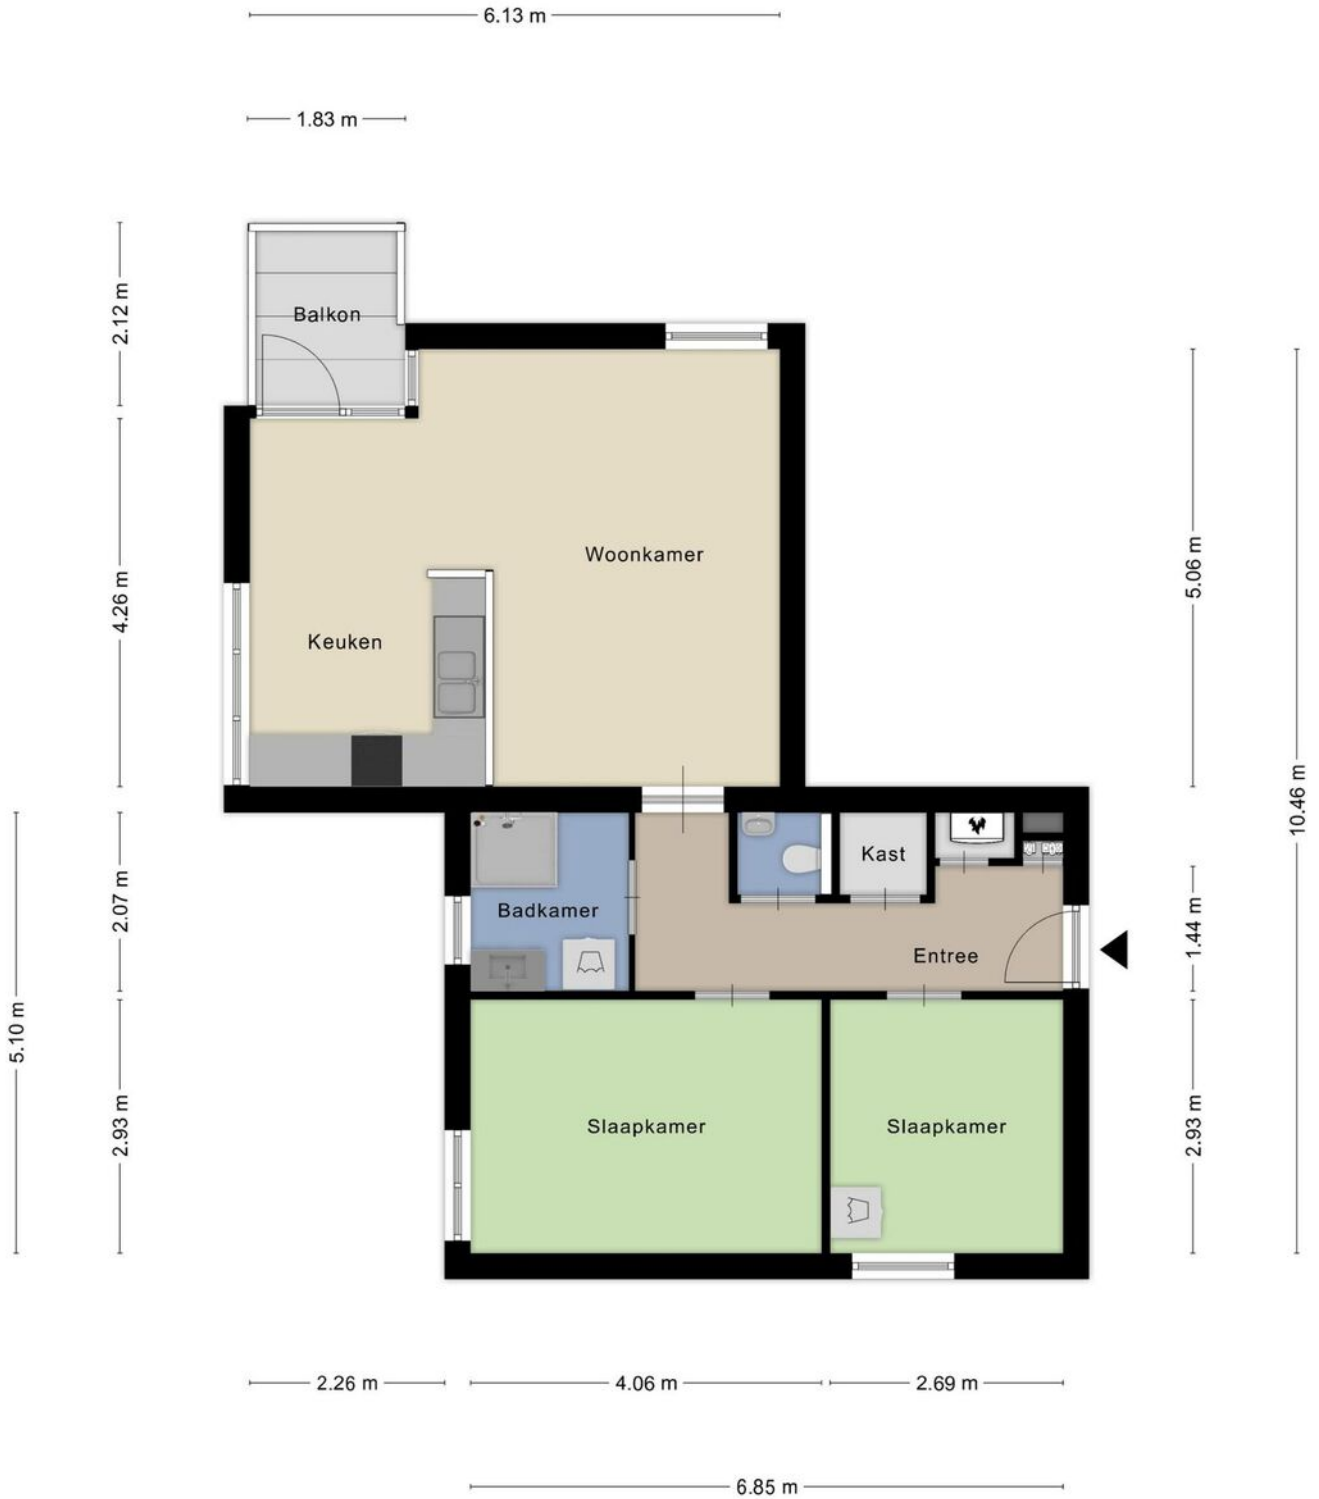 6.13 m
1.83 m
2.12 m
Balkon
4.26 m
5.06 m
Woonkamer
Keuken
10.46 m
Kast
2.07 m
Badkamer
1.44 m
Entree
5.10 m
2.93 m
Slaapkamer
Slaapkamer
2.93 m
2.26 m
4.06 m
2.69 m
6.85 m